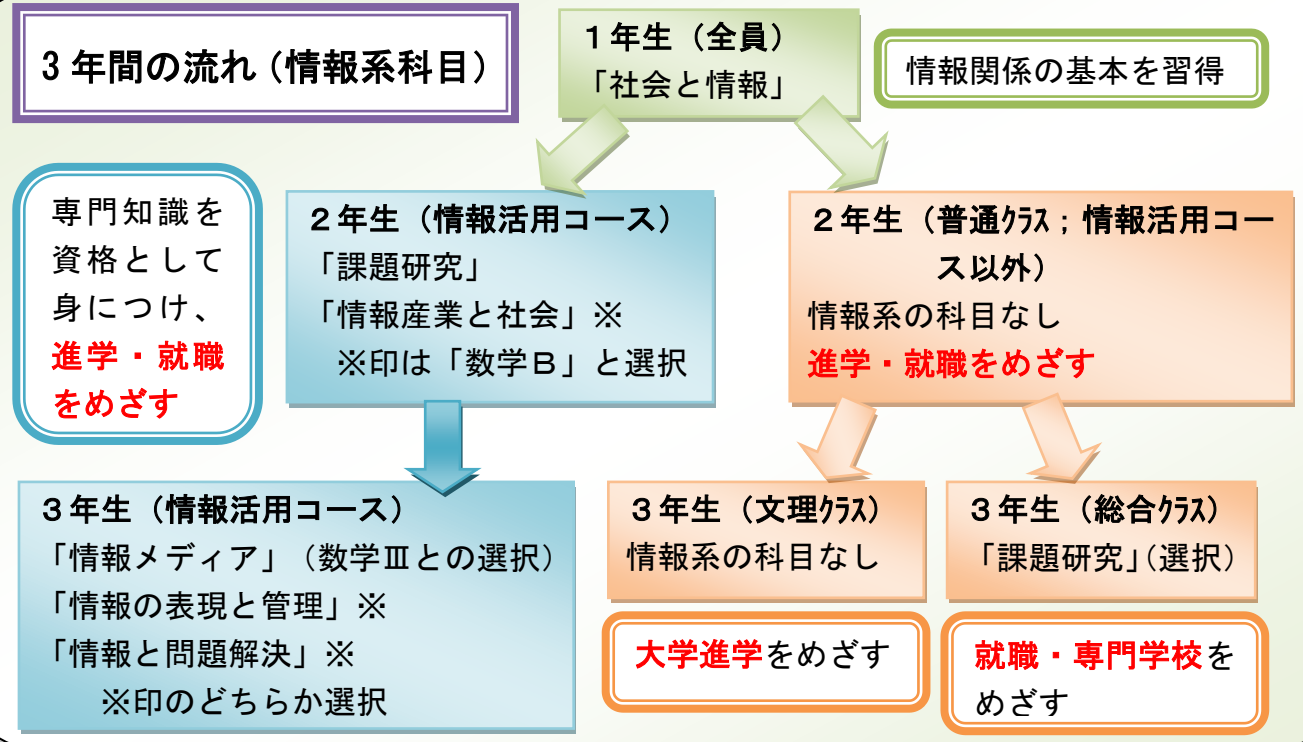 3年間の流れ（情報系科目）
１年生（全員）
「社会と情報」
情報関係の基本を習得
専門知識を
資格として
身につけ、
進学・就職
をめざす
２年生（情報活用コース）
「課題研究」
「情報産業と社会」※
※印は「数学Ｂ」と選択
２年生（普通ｸﾗｽ；情報活用コー
ス以外）
情報系の科目なし
進学・就職をめざす
３年生（情報活用コース）
「情報メディア」（数学Ⅲとの選択）
「情報の表現と管理」※
「情報と問題解決」※
※印のどちらか選択
３年生（文理ｸﾗｽ）
情報系の科目なし
大学進学をめざす
３年生（総合ｸﾗｽ）
「課題研究」（選択）
就職・専門学校を
めざす